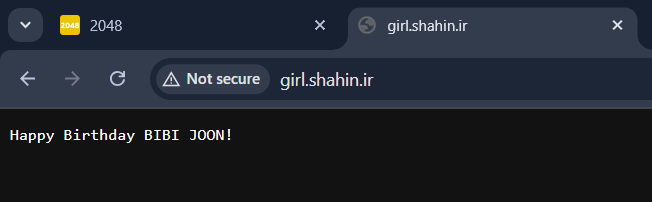 2048 2048
girl.shahin.ir
Not secure
girl.shahin.ir
Happy Birthday BIBI JOON!